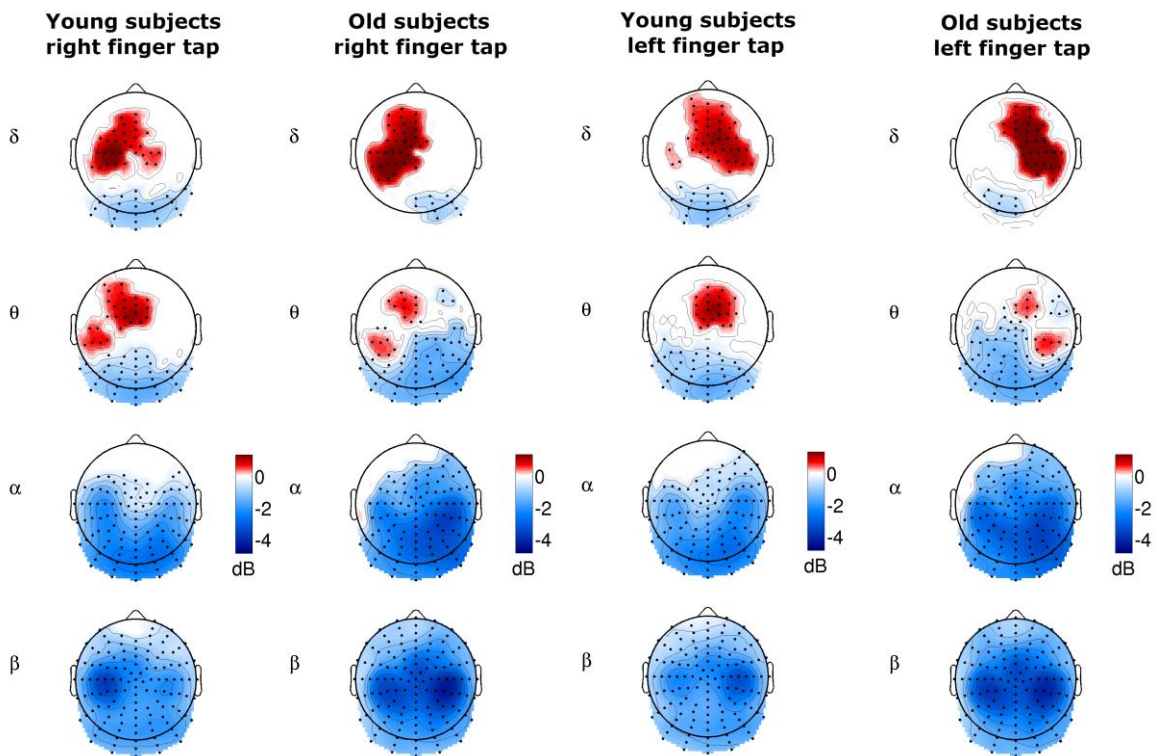 Young subjects
right finger tap
Old subjects
right finger tap
Young subjects
left finger tap
Old subjects
left finger tap
δ
δ
δ
δ
θ
θ
θ
θ
α
0
-2
-4
dB
α
0
-2
-4
dB
α
0
-2
-4
dB
α
0
-2
-4
dB
β
β
β
β